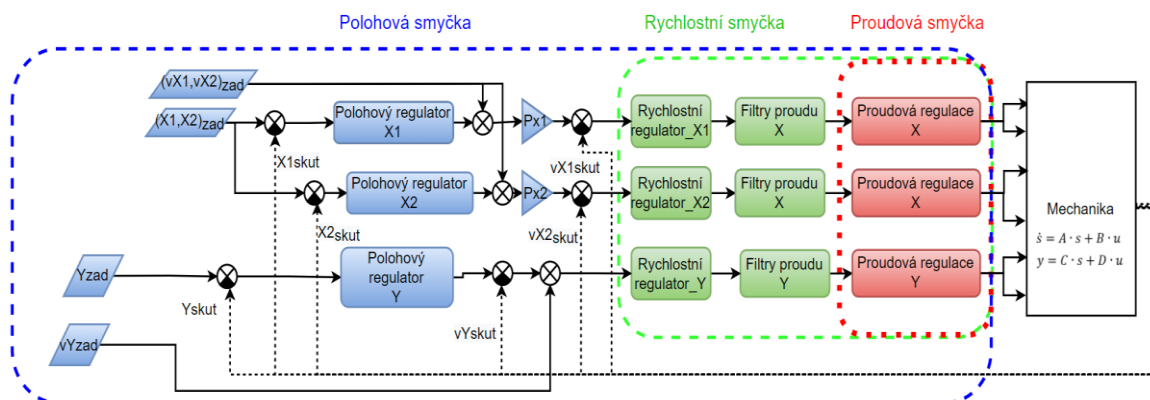 Polohová smyčka
Rychlostní smyčka
Proudová smyčka
(vX1,vX2)zad
(X1,X2)zad
Polohový regulator
X1
Px1
Rychlostní
regulator_X1
Filtry proudu
X
Proudová regulace
X
X1skut
vX1skut
Polohový regulator
X2
Px2
Rychlostní
regulator_X2
Filtry proudu
X
Proudová regulace
X
X2skut
vX2skut
Mechanika
ṡ = A · s + B · u
y = C · s + D · u
Yzad
Polohový
regulator
Y
Rychlostní
regulator_Y
Filtry proudu
Y
Proudová regulace
Y
Yskut
vYskut
vYzad